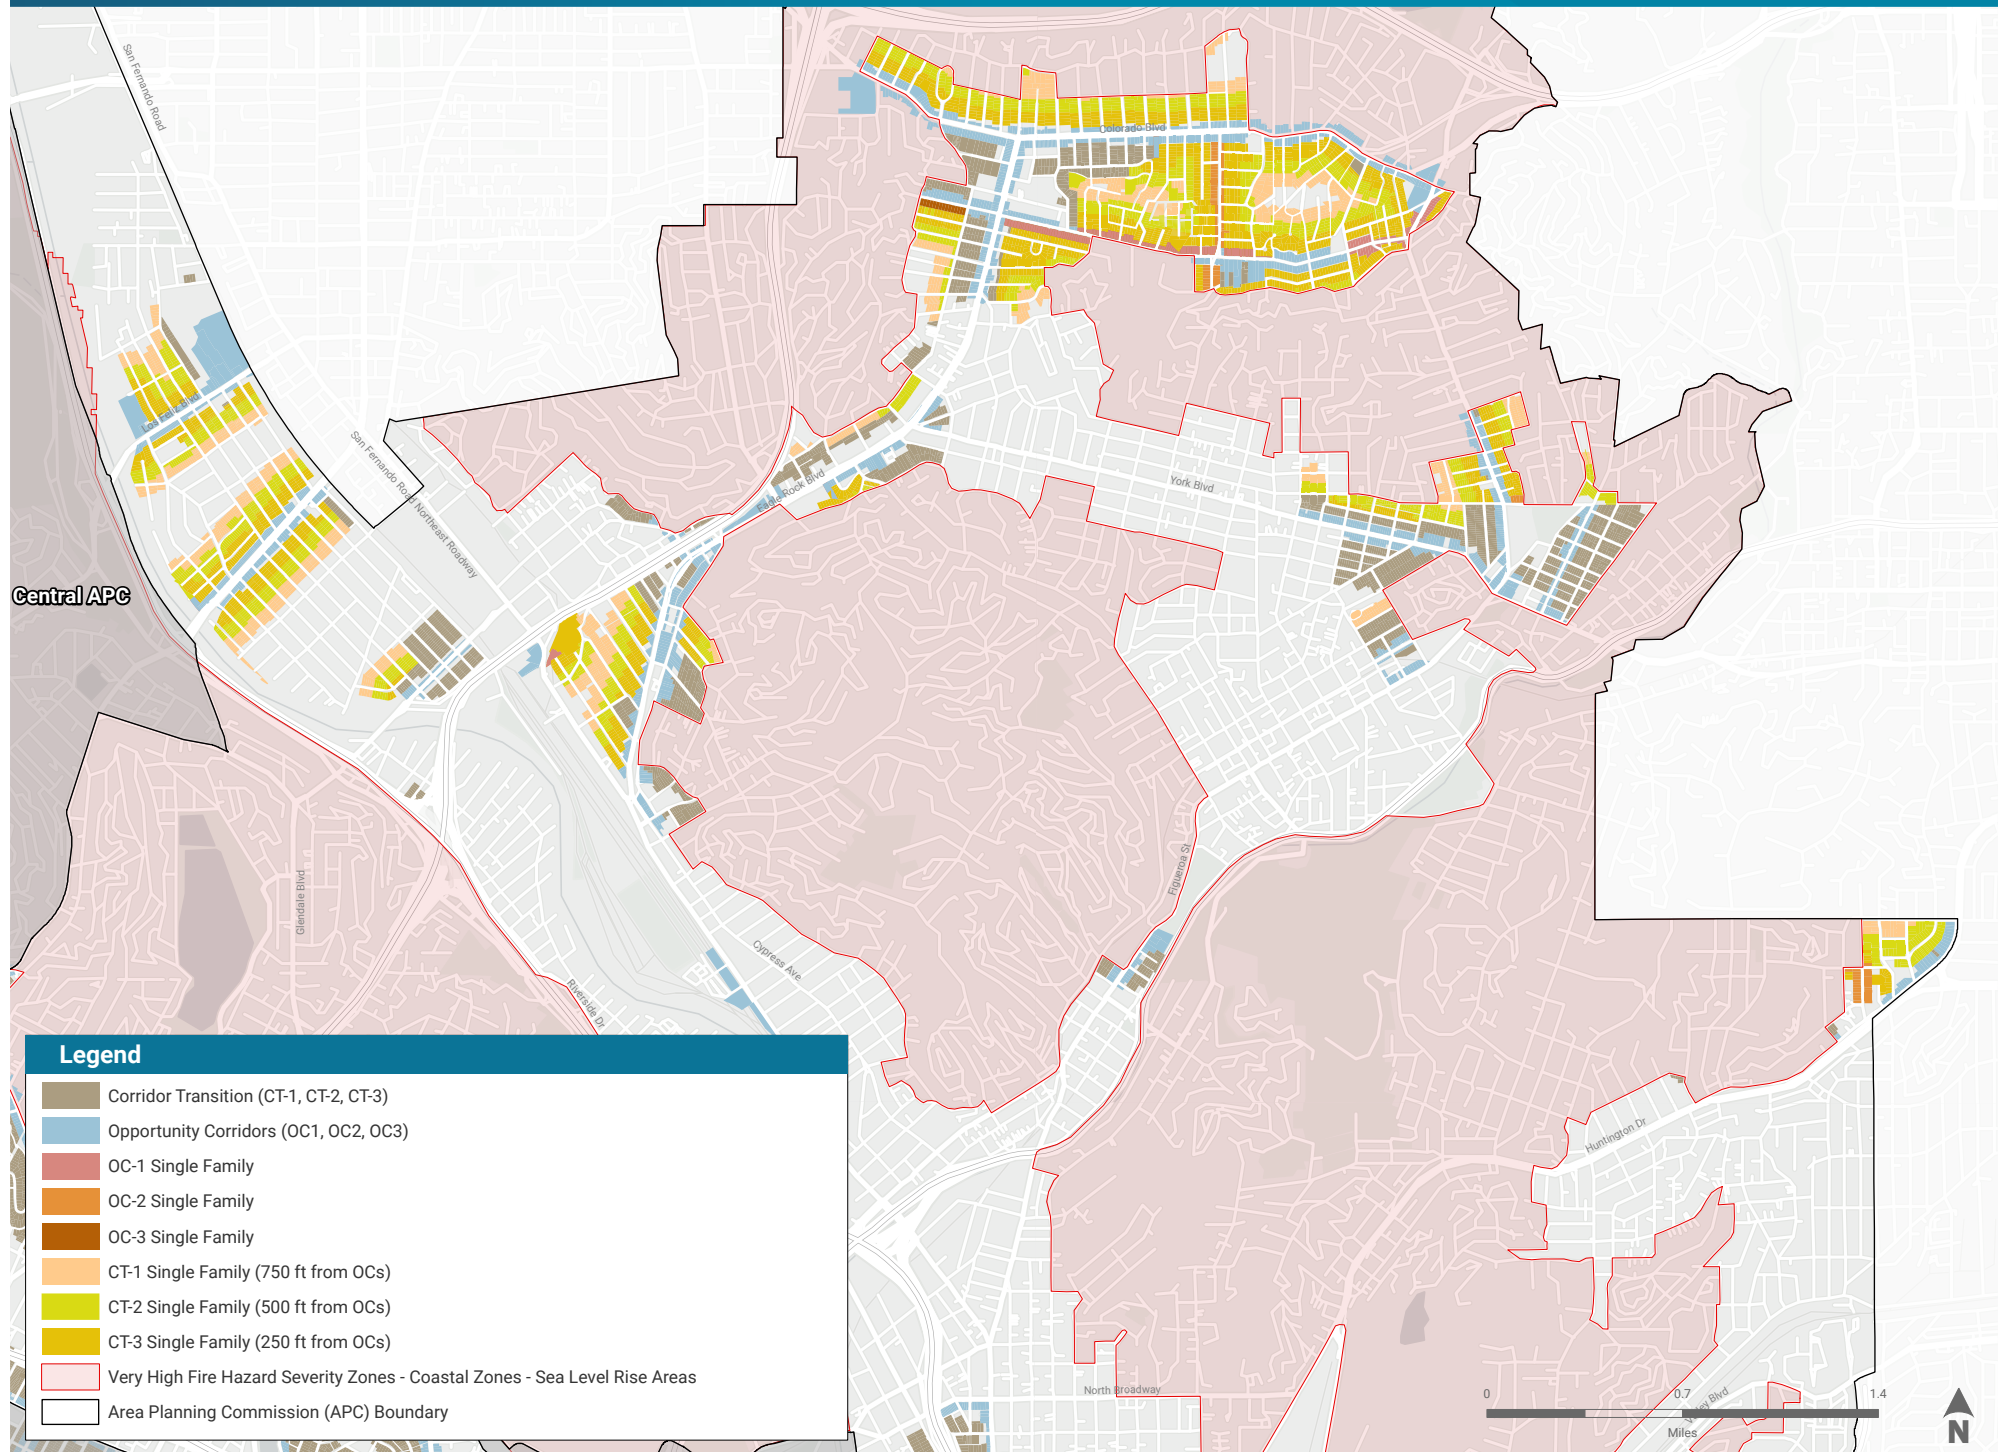 San Fernando Road
Colorado Blvd
Los Feliz Blvd
San Fernando Road Northeast Roadway
Eagle Rock Blvd
York Blvd
Central APC
Figueroa St
Glendale Blvd
Cypress Ave
Riverside Dr
Huntington Dr
North Broadway
Valley Blvd
Legend
Corridor Transition (CT-1, CT-2, CT-3)
Opportunity Corridors (OC1, OC2, OC3)
OC-1 Single Family
OC-2 Single Family
OC-3 Single Family
CT-1 Single Family (750 ft from OCs)
CT-2 Single Family (500 ft from OCs)
CT-3 Single Family (250 ft from OCs)
Very High Fire Hazard Severity Zones - Coastal Zones - Sea Level Rise Areas
Area Planning Commission (APC) Boundary
0 0.7 1.4
Miles
N